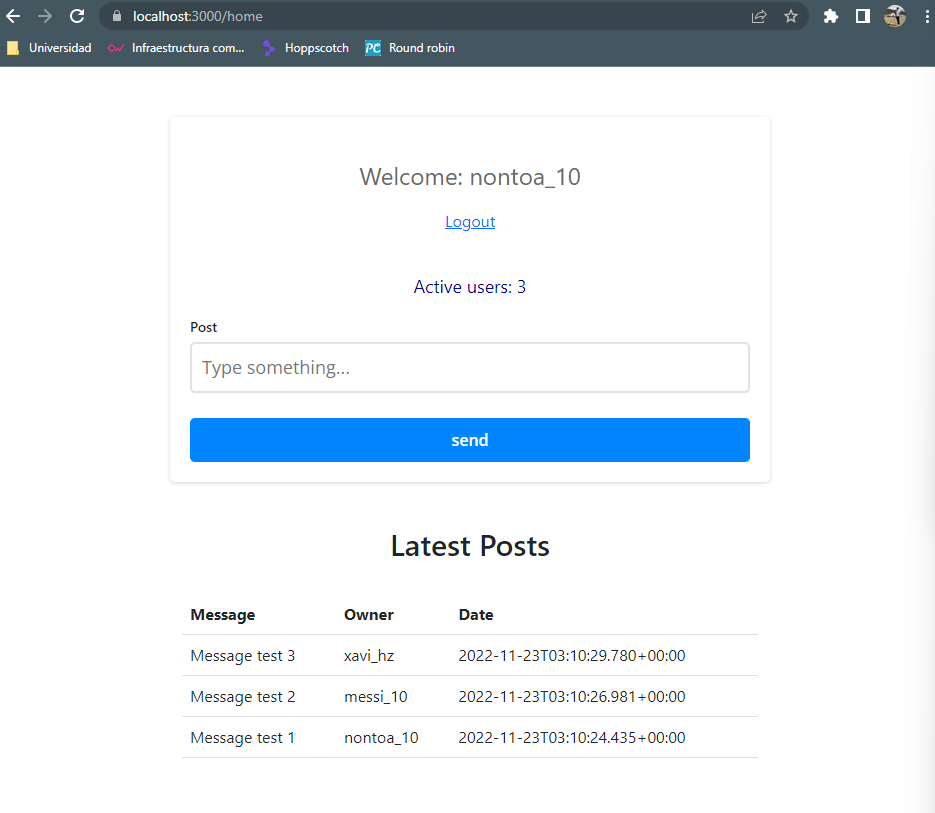 localhost:3000/home
Universidad Infraestructura com... Hoppscotch PC Round robin
Welcome: nontoa_10
Logout
Active users: 3
Post
Type something...
send
Latest Posts
Message Owner Date
Message test 3 xavi_hz 2022-11-23T03:10:29.780+00:00
Message test 2 messi_10 2022-11-23T03:10:26.981+00:00
Message test 1 nontoa_10 2022-11-23T03:10:24.435+00:00